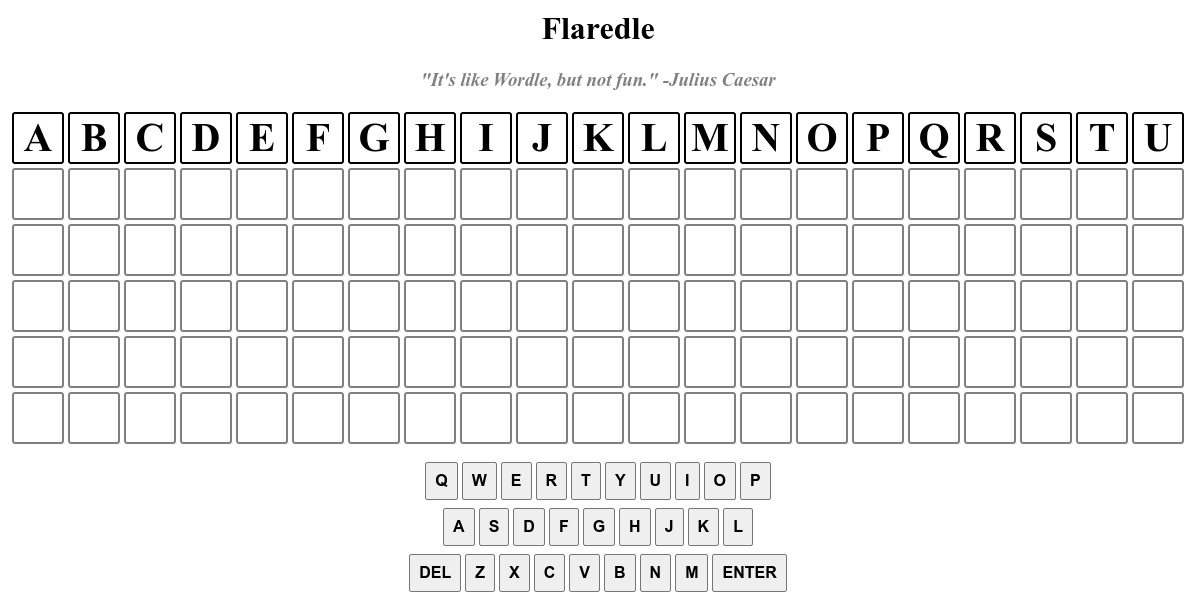 Flaredle
"It's like Wordle, but not fun." -Julius Caesar
A B C D E F G H I J K L M N O P Q R S T U
Q W E R T Y U I O P
A S D F G H J K L
DEL Z X C V B N M ENTER